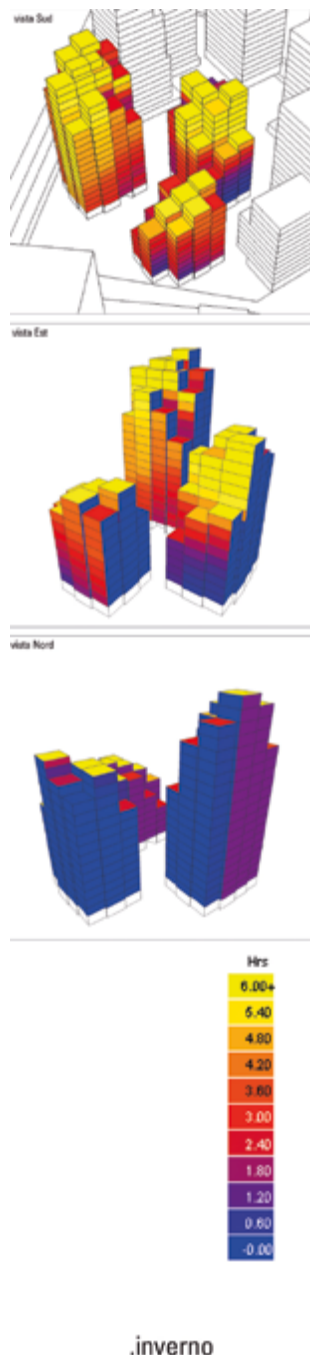 vista Sud
vista Est
vista Nord
Hrs
6.00+
5.40
4.80
4.20
3.60
3.00
2.40
1.80
1.20
0.60
-0.00
.inverno